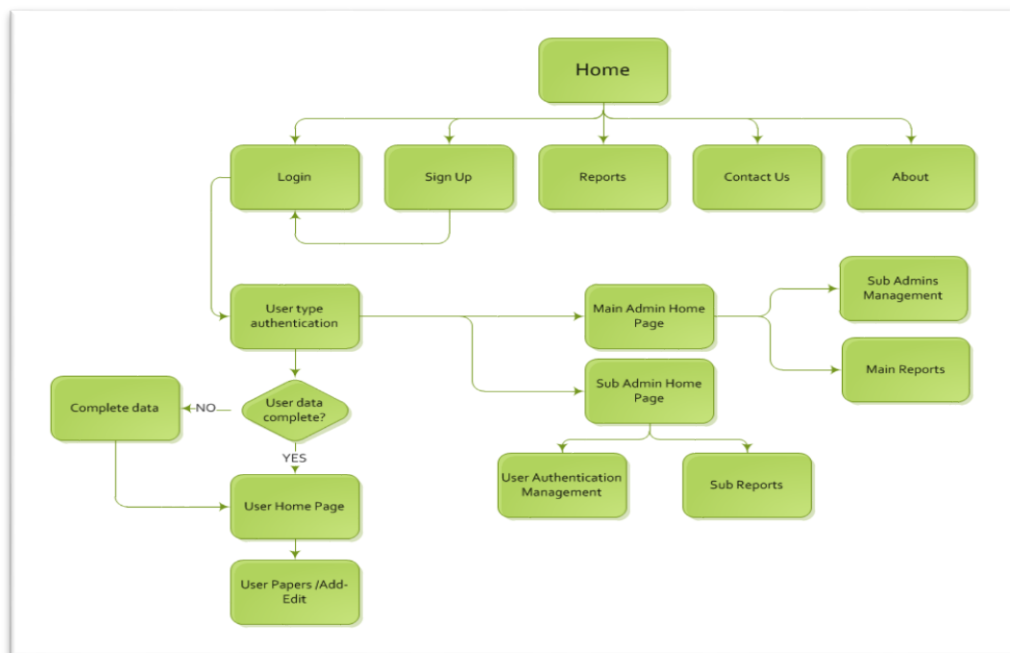 Home
Login
Sign Up
Reports
Contact Us
About
User type
authentication
Main Admin Home
Page
Sub Admins
Management
Main Reports
Sub Admin Home
Page
Complete data
NO
User data
complete?
YES
User Authentication
Management
Sub Reports
User Home Page
User Papers /Add-
Edit